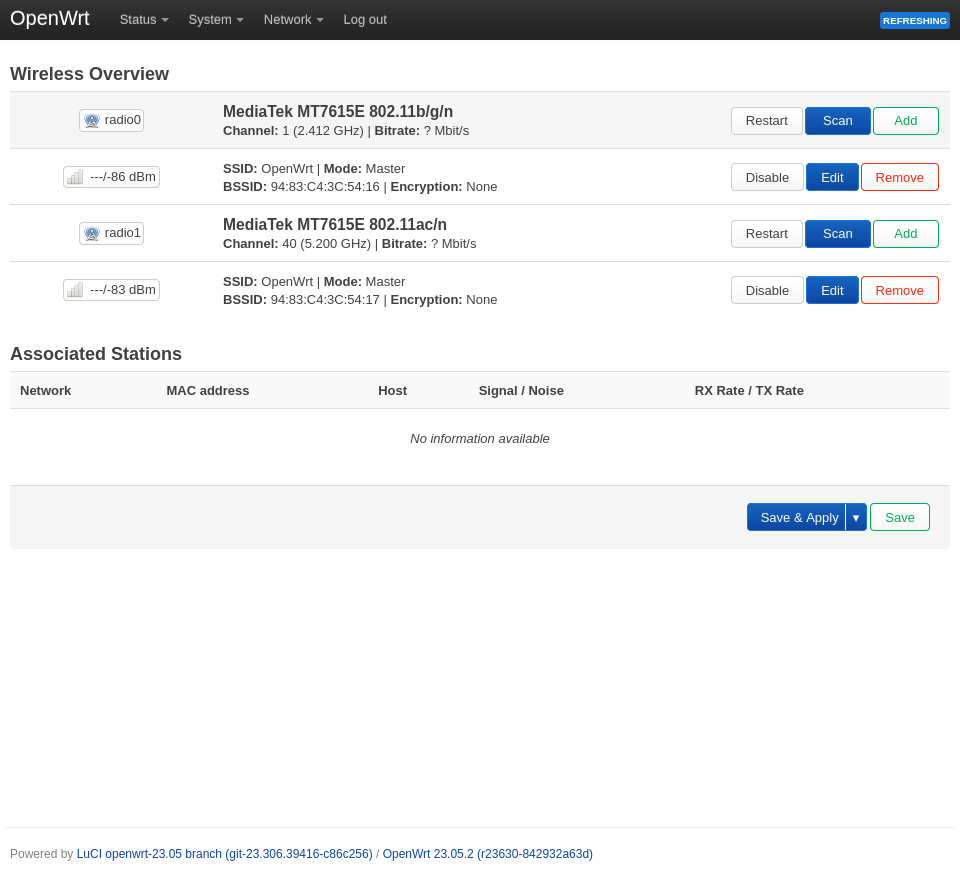 OpenWrt Status System Network Log out REFRESHING
Wireless Overview
radio0
MediaTek MT7615E 802.11b/g/n
Channel: 1 (2.412 GHz) | Bitrate: ? Mbit/s
Restart Scan Add
---/-86 dBm
SSID: OpenWrt | Mode: Master
BSSID: 94:83:C4:3C:54:16 | Encryption: None
Disable Edit Remove
radio1
MediaTek MT7615E 802.11ac/n
Channel: 40 (5.200 GHz) | Bitrate: ? Mbit/s
Restart Scan Add
---/-83 dBm
SSID: OpenWrt | Mode: Master
BSSID: 94:83:C4:3C:54:17 | Encryption: None
Disable Edit Remove
Associated Stations
Network MAC address Host Signal / Noise RX Rate / TX Rate
No information available
Save & Apply ▾ Save
Powered by LuCI openwrt-23.05 branch (git-23.306.39416-c86c256) / OpenWrt 23.05.2 (r23630-842932a63d)